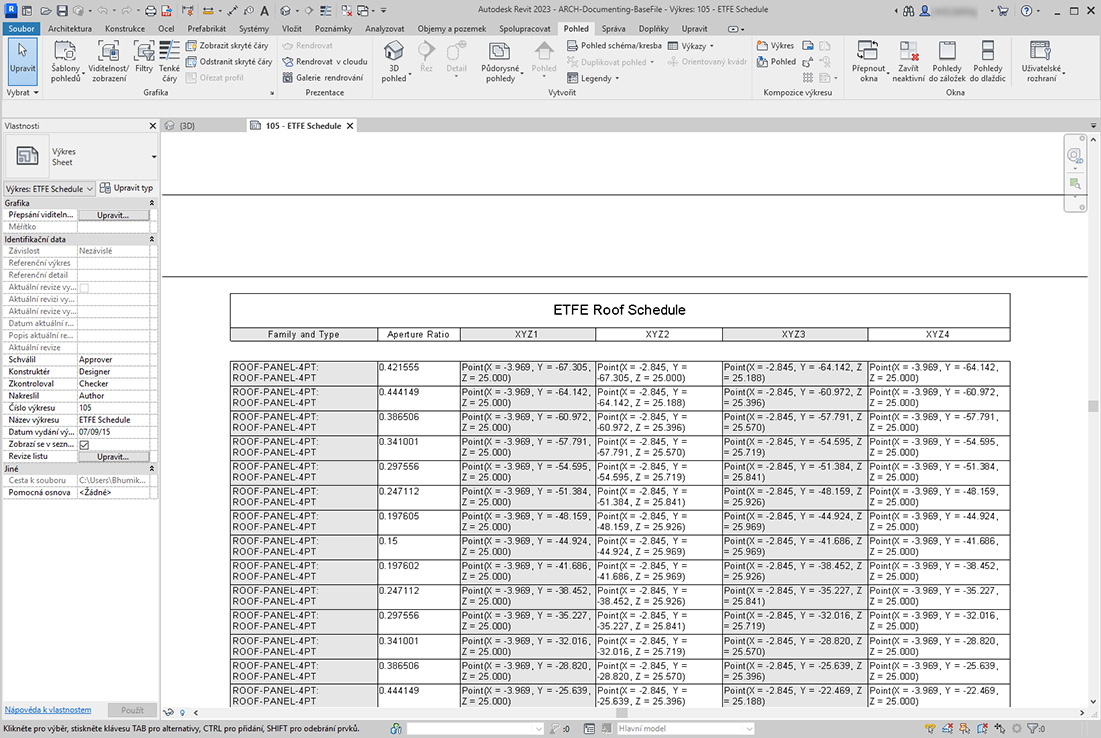 Autodesk Revit 2023 - ARCH-Documenting-BaseFile - Výkres: 105 - ETFE Schedule
Soubor Architektura Konstrukce Ocel Prefabrikát Systémy Vložit Poznámky Analyzovat Objemy a pozemek Spolupracovat Pohled Správa Doplňky Upravit
Upravit
Vybrat
Šablony pohledů
Viditelnost/ zobrazení
Filtry
Tenké čáry
Zobrazit skryté čáry
Odstranit skryté čáry
Ořezat profil
Grafika
Rendrovat
Rendrovat v cloudu
Galerie rendrování
Prezentace
3D pohled
Řez
Detail
Půdorysné pohledy
Pohled
Pohled schéma/kresba
Duplikovat pohled
Legendy
Výkazy
Orientovaný kvádr
Vytvořit
Výkres
Pohled
Kompozice výkresu
Přepnout okna
Zavřít neaktivní
Pohledy do záložek
Pohledy do dlaždic
Okna
Uživatelské rozhraní
Vlastnosti
{3D}
105 - ETFE Schedule
Výkres
Sheet
Výkres: ETFE Schedule Upravit typ
Grafika
Přepsání viditeln... Upravit...
Měřítko
Identifikační data
Závislost Nezávislé
Referenční výkres
Referenční detail
Aktuální revize vy...
Aktuální revizi vy...
Aktuální revize vy...
Datum aktuální r...
Popis aktuální re...
Aktuální revize
Schválil Approver
Konstruktér Designer
Zkontroloval Checker
Nakreslil Author
Číslo výkresu 105
Název výkresu ETFE Schedule
Datum vydání vý... 07/09/15
Zobrazí se v sezn...
Revize listu Upravit...
Jiné
Cesta k souboru C:\Users\Bhumik...
Pomocná osnova <Žádné>
Nápověda k vlastnostem Použít
ETFE Roof Schedule
Family and Type Aperture Ratio XYZ1 XYZ2 XYZ3 XYZ4
ROOF-PANEL-4PT: 0.421555 Point(X = -3.969, Y = -67.305, Point(X = -2.845, Y = Point(X = -2.845, Y = -64.142, Z Point(X = -3.969, Y = -64.142,
ROOF-PANEL-4PT Z = 25.000) -67.305, Z = 25.000) = 25.188) Z = 25.000)
ROOF-PANEL-4PT: 0.444149 Point(X = -3.969, Y = -64.142, Point(X = -2.845, Y = Point(X = -2.845, Y = -60.972, Z Point(X = -3.969, Y = -60.972,
ROOF-PANEL-4PT Z = 25.000) -64.142, Z = 25.188) = 25.396) Z = 25.000)
ROOF-PANEL-4PT: 0.386506 Point(X = -3.969, Y = -60.972, Point(X = -2.845, Y = Point(X = -2.845, Y = -57.791, Z Point(X = -3.969, Y = -57.791,
ROOF-PANEL-4PT Z = 25.000) -60.972, Z = 25.396) = 25.570) Z = 25.000)
ROOF-PANEL-4PT: 0.341001 Point(X = -3.969, Y = -57.791, Point(X = -2.845, Y = Point(X = -2.845, Y = -54.595, Z Point(X = -3.969, Y = -54.595,
ROOF-PANEL-4PT Z = 25.000) -57.791, Z = 25.570) = 25.719) Z = 25.000)
ROOF-PANEL-4PT: 0.297556 Point(X = -3.969, Y = -54.595, Point(X = -2.845, Y = Point(X = -2.845, Y = -51.384, Z Point(X = -3.969, Y = -51.384,
ROOF-PANEL-4PT Z = 25.000) -54.595, Z = 25.719) = 25.841) Z = 25.000)
ROOF-PANEL-4PT: 0.247112 Point(X = -3.969, Y = -51.384, Point(X = -2.845, Y = Point(X = -2.845, Y = -48.159, Z Point(X = -3.969, Y = -48.159,
ROOF-PANEL-4PT Z = 25.000) -51.384, Z = 25.841) = 25.926) Z = 25.000)
ROOF-PANEL-4PT: 0.197605 Point(X = -3.969, Y = -48.159, Point(X = -2.845, Y = Point(X = -2.845, Y = -44.924, Z Point(X = -3.969, Y = -44.924,
ROOF-PANEL-4PT Z = 25.000) -48.159, Z = 25.926) = 25.969) Z = 25.000)
ROOF-PANEL-4PT: 0.15 Point(X = -3.969, Y = -44.924, Point(X = -2.845, Y = Point(X = -2.845, Y = -41.686, Z Point(X = -3.969, Y = -41.686,
ROOF-PANEL-4PT Z = 25.000) -44.924, Z = 25.969) = 25.969) Z = 25.000)
ROOF-PANEL-4PT: 0.197602 Point(X = -3.969, Y = -41.686, Point(X = -2.845, Y = Point(X = -2.845, Y = -38.452, Z Point(X = -3.969, Y = -38.452,
ROOF-PANEL-4PT Z = 25.000) -41.686, Z = 25.969) = 25.926) Z = 25.000)
ROOF-PANEL-4PT: 0.247112 Point(X = -3.969, Y = -38.452, Point(X = -2.845, Y = Point(X = -2.845, Y = -35.227, Z Point(X = -3.969, Y = -35.227,
ROOF-PANEL-4PT Z = 25.000) -38.452, Z = 25.926) = 25.841) Z = 25.000)
ROOF-PANEL-4PT: 0.297556 Point(X = -3.969, Y = -35.227, Point(X = -2.845, Y = Point(X = -2.845, Y = -32.016, Z Point(X = -3.969, Y = -32.016,
ROOF-PANEL-4PT Z = 25.000) -35.227, Z = 25.841) = 25.719) Z = 25.000)
ROOF-PANEL-4PT: 0.341001 Point(X = -3.969, Y = -32.016, Point(X = -2.845, Y = Point(X = -2.845, Y = -28.820, Z Point(X = -3.969, Y = -28.820,
ROOF-PANEL-4PT Z = 25.000) -32.016, Z = 25.719) = 25.570) Z = 25.000)
ROOF-PANEL-4PT: 0.386506 Point(X = -3.969, Y = -28.820, Point(X = -2.845, Y = Point(X = -2.845, Y = -25.639, Z Point(X = -3.969, Y = -25.639,
ROOF-PANEL-4PT Z = 25.000) -28.820, Z = 25.570) = 25.396) Z = 25.000)
ROOF-PANEL-4PT: 0.444149 Point(X = -3.969, Y = -25.639, Point(X = -2.845, Y = Point(X = -2.845, Y = -22.469, Z Point(X = -3.969, Y = -22.469,
ROOF-PANEL-4PT Z = 25.000) -25.639, Z = 25.396) = 25.188) Z = 25.000)
Klikněte pro výběr, stiskněte klávesu TAB pro alternativy, CTRL pro přidání, SHIFT pro odebrání prvků. :0 Hlavní model :0